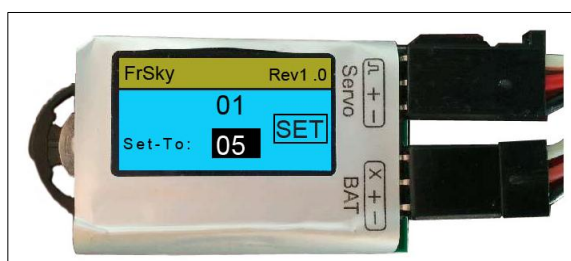 FrSky Rev1 .0
01
Set-To: 05 SET
Servo
⎍ + -
BAT
X + -